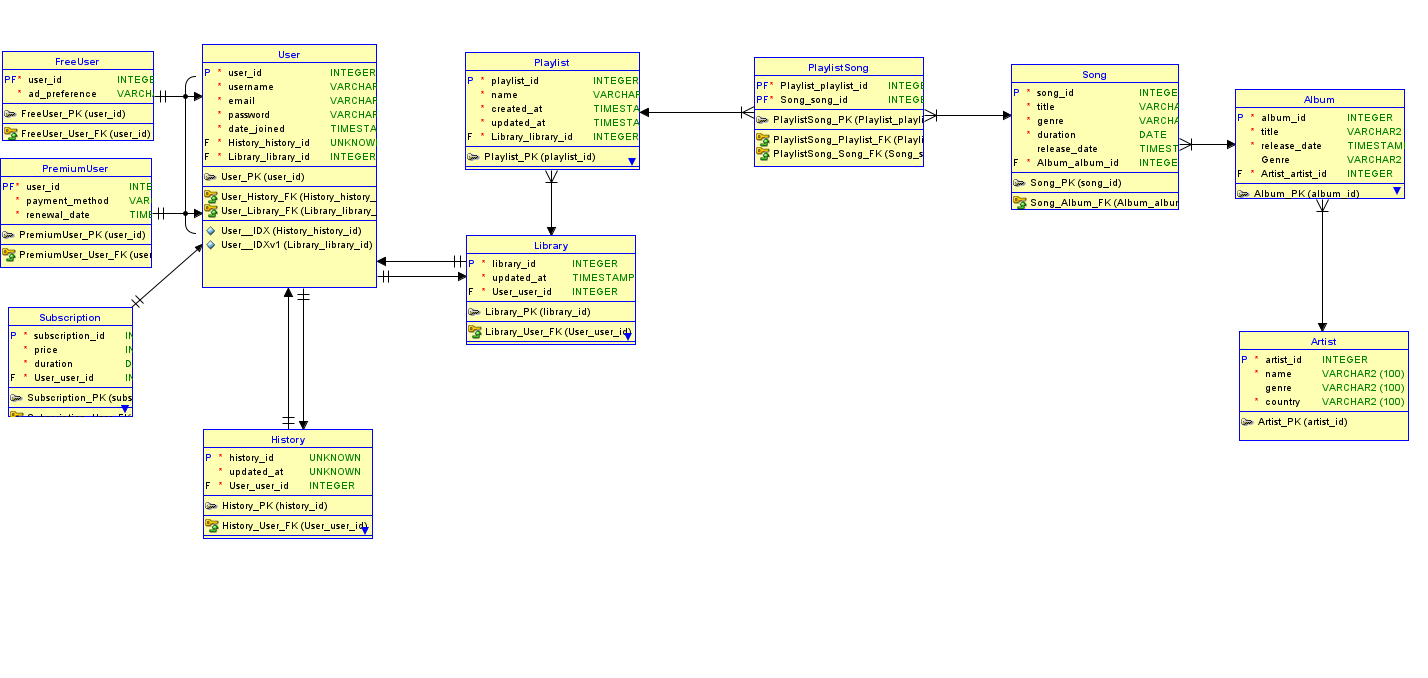 FreeUser
PF* user_id INTEGE
* ad_preference VARCH
FreeUser_PK (user_id)
FreeUser_User_FK (user_id)
PremiumUser
PF* user_id INTE
* payment_method VAR
* renewal_date TIME
PremiumUser_PK (user_id)
PremiumUser_User_FK (user
Subscription
P * subscription_id IN
* price IN
* duration D
F * User_user_id IN
Subscription_PK (subs
User
P * user_id INTEGER
* username VARCHAR
* email VARCHAR
* password VARCHAR
* date_joined TIMESTA
F * History_history_id UNKNOW
F * Library_library_id INTEGER
User_PK (user_id)
User_History_FK (History_history_
User_Library_FK (Library_library_
User__IDX (History_history_id)
User__IDXv1 (Library_library_id)
History
P * history_id UNKNOWN
* updated_at UNKNOWN
F * User_user_id INTEGER
History_PK (history_id)
History_User_FK (User_user_id)
Playlist
P * playlist_id INTEGER
* name VARCHAR
* created_at TIMESTA
* updated_at TIMESTA
F * Library_library_id INTEGER
Playlist_PK (playlist_id)
Library
P * library_id INTEGER
* updated_at TIMESTAMP
F * User_user_id INTEGER
Library_PK (library_id)
Library_User_FK (User_user_id)
PlaylistSong
PF* Playlist_playlist_id INTEGE
PF* Song_song_id INTEGE
PlaylistSong_PK (Playlist_playli
PlaylistSong_Playlist_FK (Playli
PlaylistSong_Song_FK (Song_s
Song
P * song_id INTEGE
* title VARCHA
* genre VARCHA
* duration DATE
release_date TIMEST
F * Album_album_id INTEGE
Song_PK (song_id)
Song_Album_FK (Album_albun
Album
P * album_id INTEGER
* title VARCHAR2
* release_date TIMESTAM
Genre VARCHAR2
F * Artist_artist_id INTEGER
Album_PK (album_id)
Artist
P * artist_id INTEGER
* name VARCHAR2 (100)
genre VARCHAR2 (100)
* country VARCHAR2 (100)
Artist_PK (artist_id)